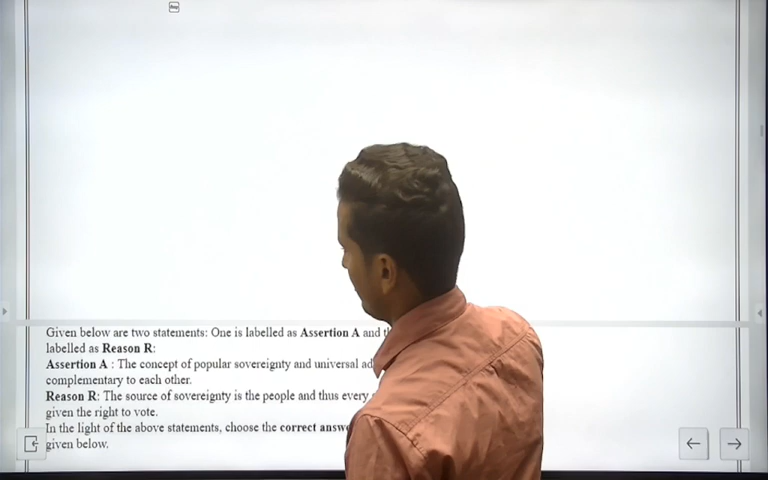 Given below are two statements: One is labelled as Assertion A and
labelled as Reason R:
Assertion A : The concept of popular sovereignty and universal
complementary to each other.
Reason R: The source of sovereignty is the people and thus every
given the right to vote.
In the light of the above statements, choose the correct
given below.